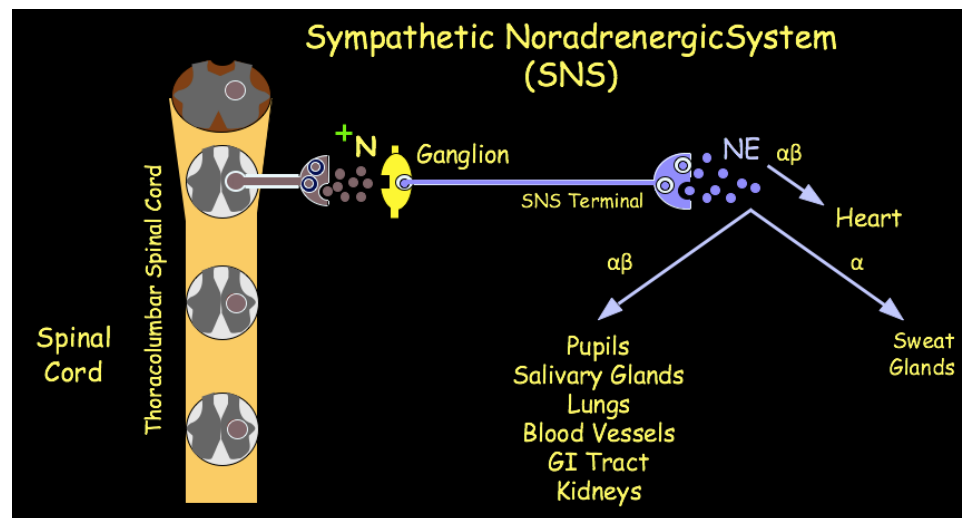 Sympathetic NoradrenergicSystem
(SNS)
+
N
Ganglion
NE
αβ
SNS Terminal
Heart
Thoracolumbar Spinal Cord
αβ
α
Spinal
Cord
Pupils
Salivary Glands
Lungs
Blood Vessels
GI Tract
Kidneys
Sweat
Glands